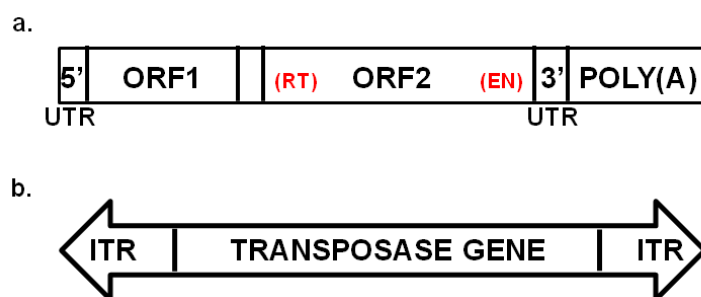 a.
5' ORF1 (RT) ORF2 (EN) 3' POLY(A)
UTR UTR
b.
ITR TRANSPOSASE GENE ITR